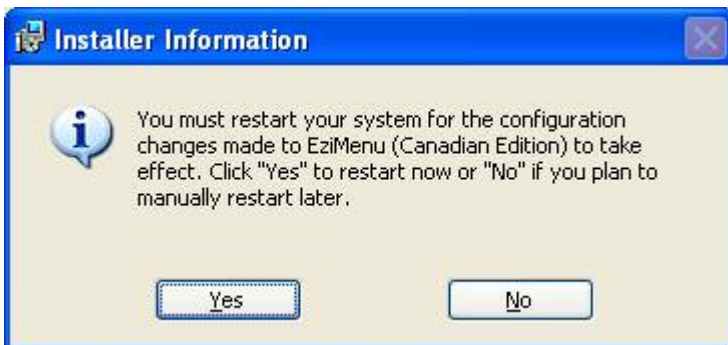 Installer Information
You must restart your system for the configuration
changes made to EziMenu (Canadian Edition) to take
effect. Click "Yes" to restart now or "No" if you plan to
manually restart later.
Yes
No